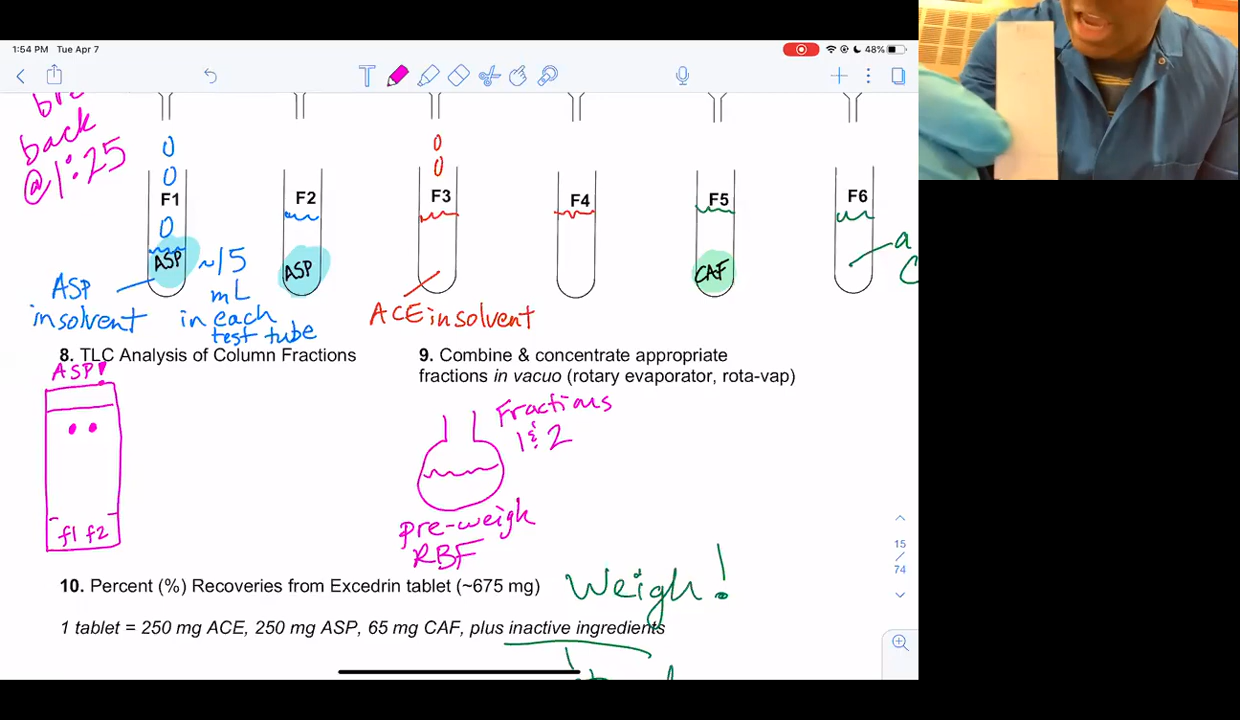 1:54 PM Tue Apr 7
48%
back
@1:25
F1
F2
F3
F4
F5
F6
ASP
ASP
CAF
a
C
ASP
in solvent
~15
mL
in each
test tube
ACE in solvent
8. TLC Analysis of Column Fractions
ASP!
f1 f2
9. Combine & concentrate appropriate
fractions in vacuo (rotary evaporator, rota-vap)
Fractions
1 & 2
pre-weigh
RBF
10. Percent (%) Recoveries from Excedrin tablet (~675 mg)
Weigh!
1 tablet = 250 mg ACE, 250 mg ASP, 65 mg CAF, plus inactive ingredients
15
74